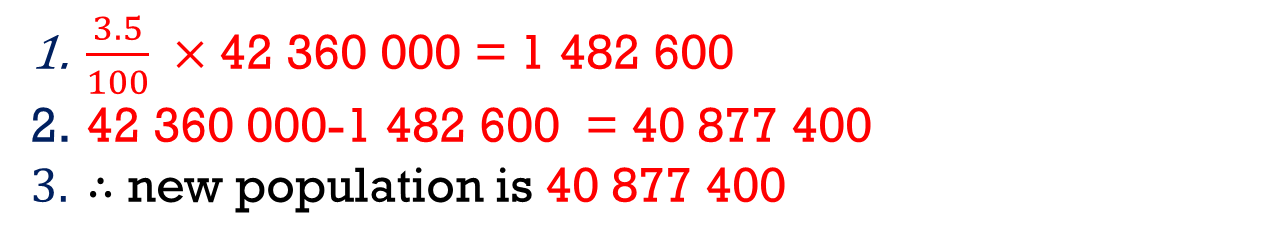 1. 3.5/100 × 42 360 000 = 1 482 600
2. 42 360 000-1 482 600 = 40 877 400
3. ∴ new population is 40 877 400